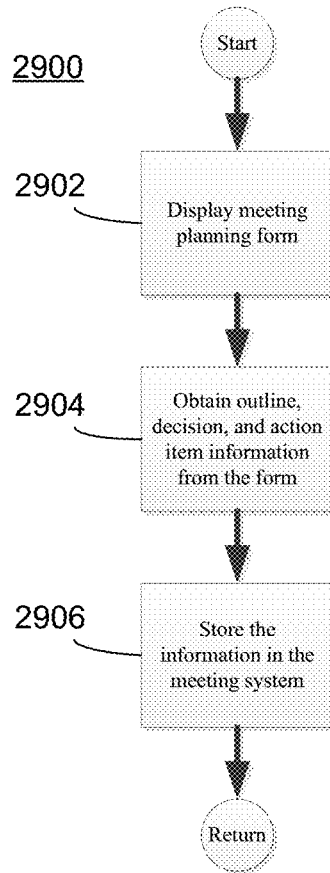 Start
2900
2902
Display meeting
planning form
2904
Obtain outline,
decision, and action
item information
from the form
2906
Store the
information in the
meeting system
Return